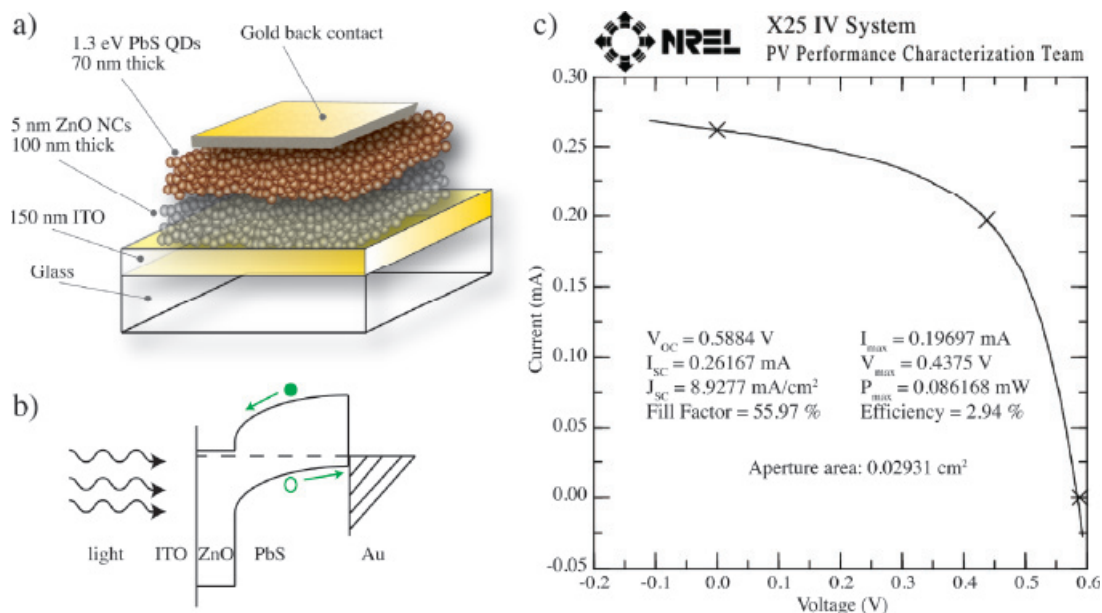 a)
1.3 eV PbS QDs
70 nm thick
Gold back contact
5 nm ZnO NCs
100 nm thick
150 nm ITO
Glass
b)
light
ITO
ZnO
PbS
Au
c)
NREL
X25 IV System
PV Performance Characterization Team
0.30
0.25
0.20
0.15
0.10
0.05
0.00
-0.05
Current (mA)
V_OC = 0.5884 V
I_SC = 0.26167 mA
J_SC = 8.9277 mA/cm²
Fill Factor = 55.97 %
I_max = 0.19697 mA
V_max = 0.4375 V
P_max = 0.086168 mW
Efficiency = 2.94 %
Aperture area: 0.02931 cm²
-0.2 -0.1 0.0 0.1 0.2 0.3 0.4 0.5 0.6
Voltage (V)